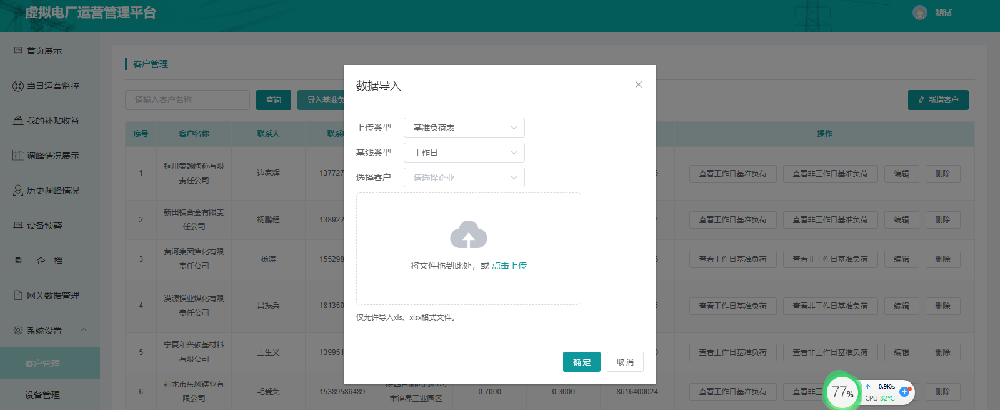 虚拟电厂运营管理平台
测试
首页展示
当日运营监控
我的补贴收益
调峰情况展示
历史调峰情况
设备预警
一企一档
网关数据管理
系统设置
客户管理
设备管理
客户管理
请输入客户名称
查询
导入基准负
新增客户
序号
客户名称
联系人
联系
操作
1
铜川秦翰陶粒有限
责任公司
边家辉
137727
查看工作日基准负荷
查看非工作日基准负荷
编辑
删除
2
新田镁合金有限责
任公司
杨鹏程
138922
查看工作日基准负荷
查看非工作日基准负荷
编辑
删除
3
黄河集团焦化有限
责任公司
杨涛
155298
查看工作日基准负荷
查看非工作日基准负荷
编辑
删除
4
漠源镁业煤化有限
责任公司
吕振兵
181350
查看工作日基准负荷
查看非工作日基准负荷
编辑
删除
5
宁夏和兴碳基材料
有限公司
王生义
139951
查看工作日基准负荷
查看非工作日基准负荷
编辑
删除
6
神木市东风镁业有
限公司
毛爱荣
15389586489
陕西省榆林市神木
市锦界工业园区
0.7000
0.3000
8616400024
查看工作日基准负荷
查看非工
删除
数据导入
上传类型
基准负荷表
基线类型
工作日
选择客户
请选择企业
将文件拖到此处，或 点击上传
仅允许导入xls、xlsx格式文件。
确 定
取 消
77%
0.9K/s
CPU 32℃